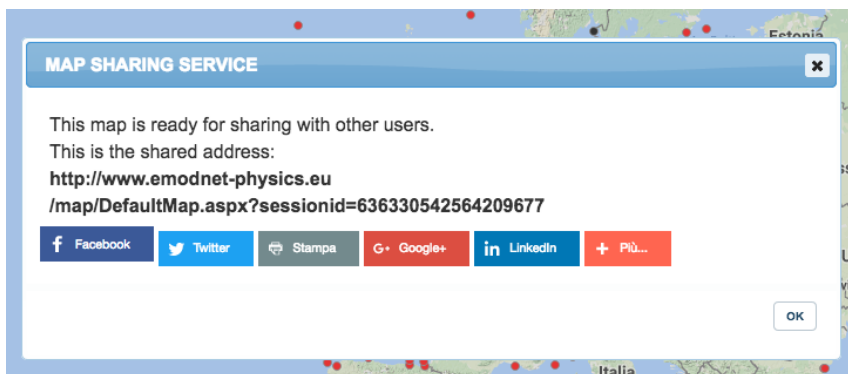 Estonia
MAP SHARING SERVICE
This map is ready for sharing with other users.
This is the shared address:
http://www.emodnet-physics.eu
/map/DefaultMap.aspx?sessionid=636330542564209677
Facebook Twitter Stampa G+ Google+ in LinkedIn + Più...
OK
Italia